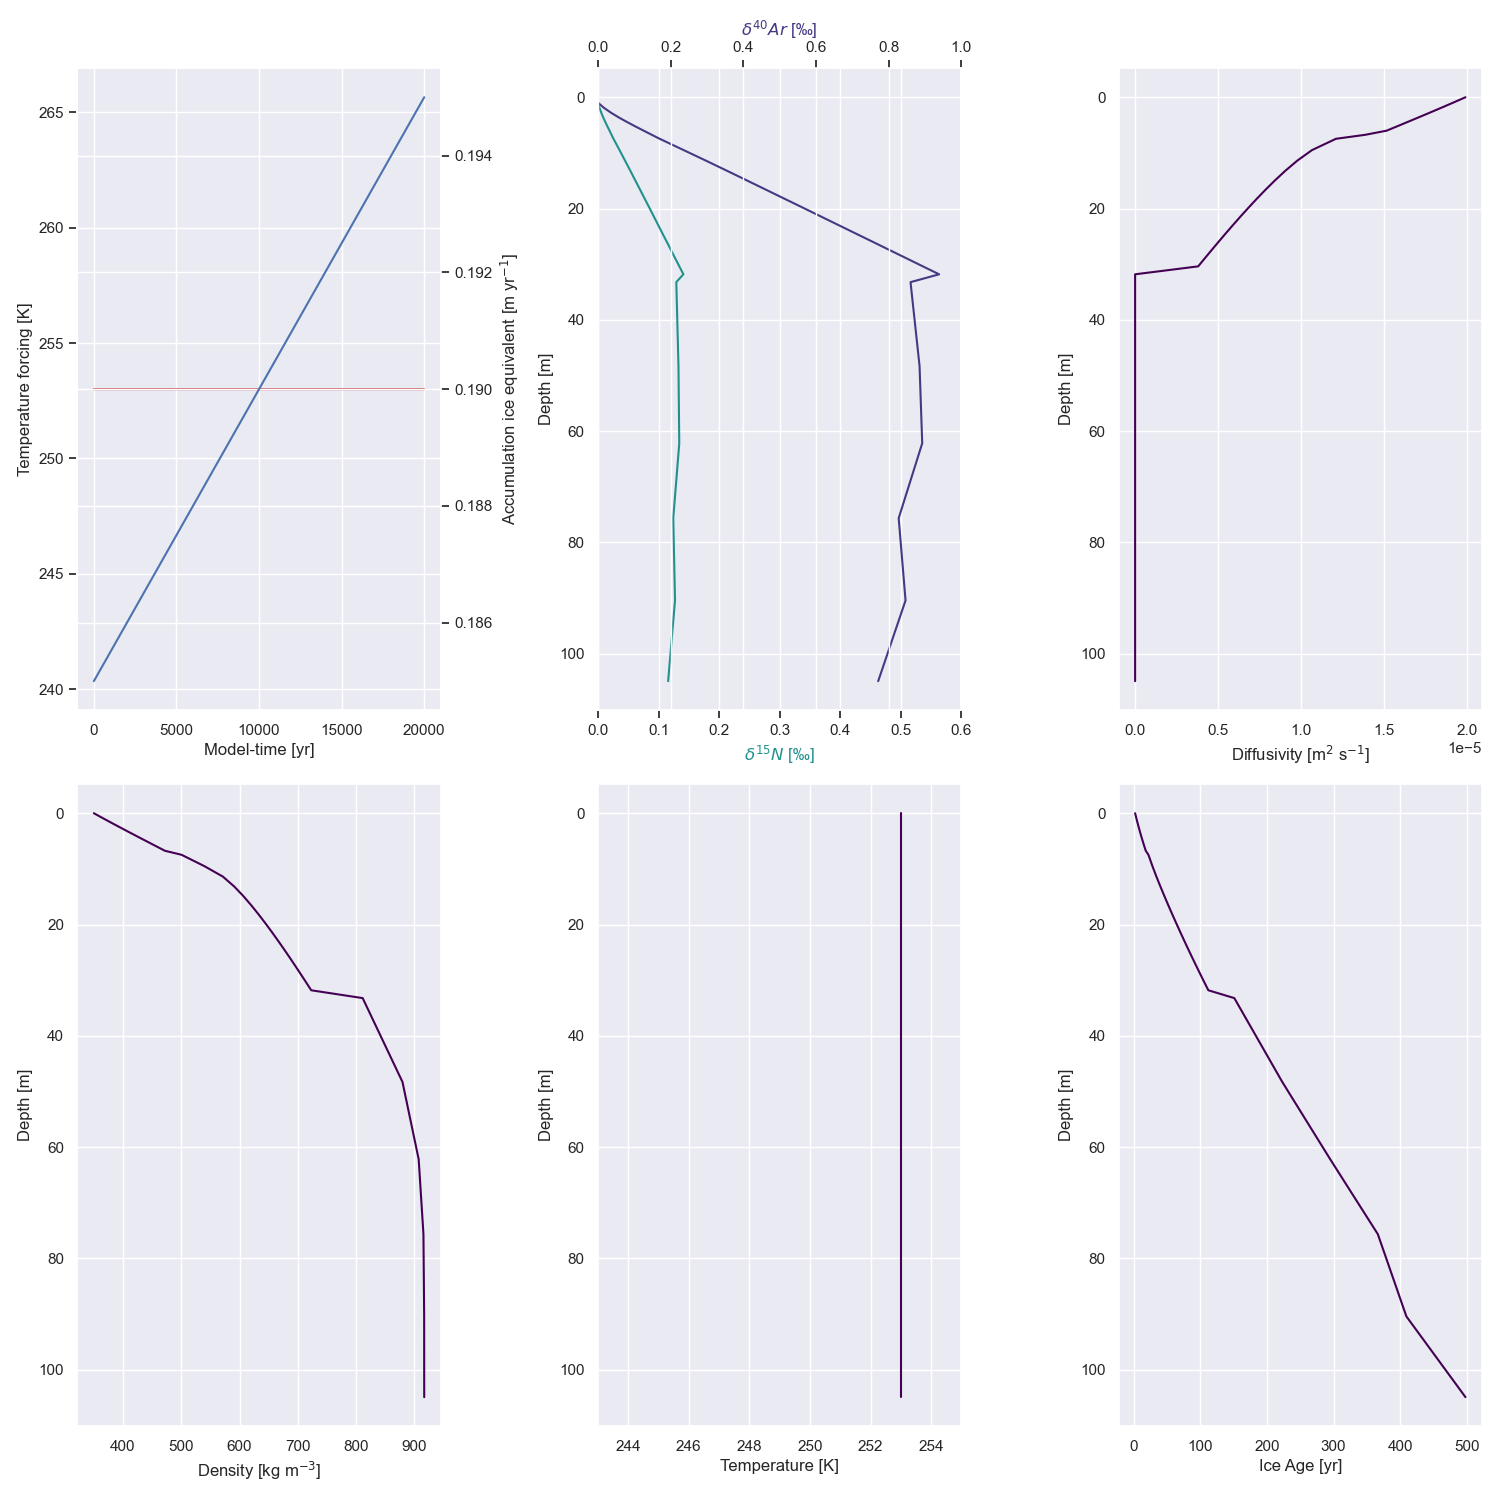 δ⁴⁰Ar [‰]
0.0 0.2 0.4 0.6 0.8 1.0
265
260
255
250
245
240
Temperature forcing [K]
0.194
0.192
0.190
0.188
0.186
Accumulation ice equivalent [m yr⁻¹]
0 5000 10000 15000 20000
Model-time [yr]
0
20
40
60
80
100
Depth [m]
0.0 0.1 0.2 0.3 0.4 0.5 0.6
δ¹⁵N [‰]
0
20
40
60
80
100
Depth [m]
0.0 0.5 1.0 1.5 2.0
1e−5
Diffusivity [m² s⁻¹]
0
20
40
60
80
100
Depth [m]
400 500 600 700 800 900
Density [kg m⁻³]
0
20
40
60
80
100
Depth [m]
244 246 248 250 252 254
Temperature [K]
0
20
40
60
80
100
Depth [m]
0 100 200 300 400 500
Ice Age [yr]